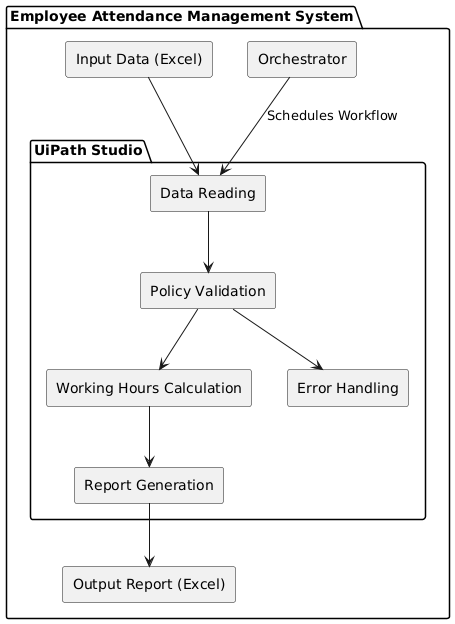 Employee Attendance Management System
Input Data (Excel)
Orchestrator
Schedules Workflow
UiPath Studio
Data Reading
Policy Validation
Working Hours Calculation
Error Handling
Report Generation
Output Report (Excel)